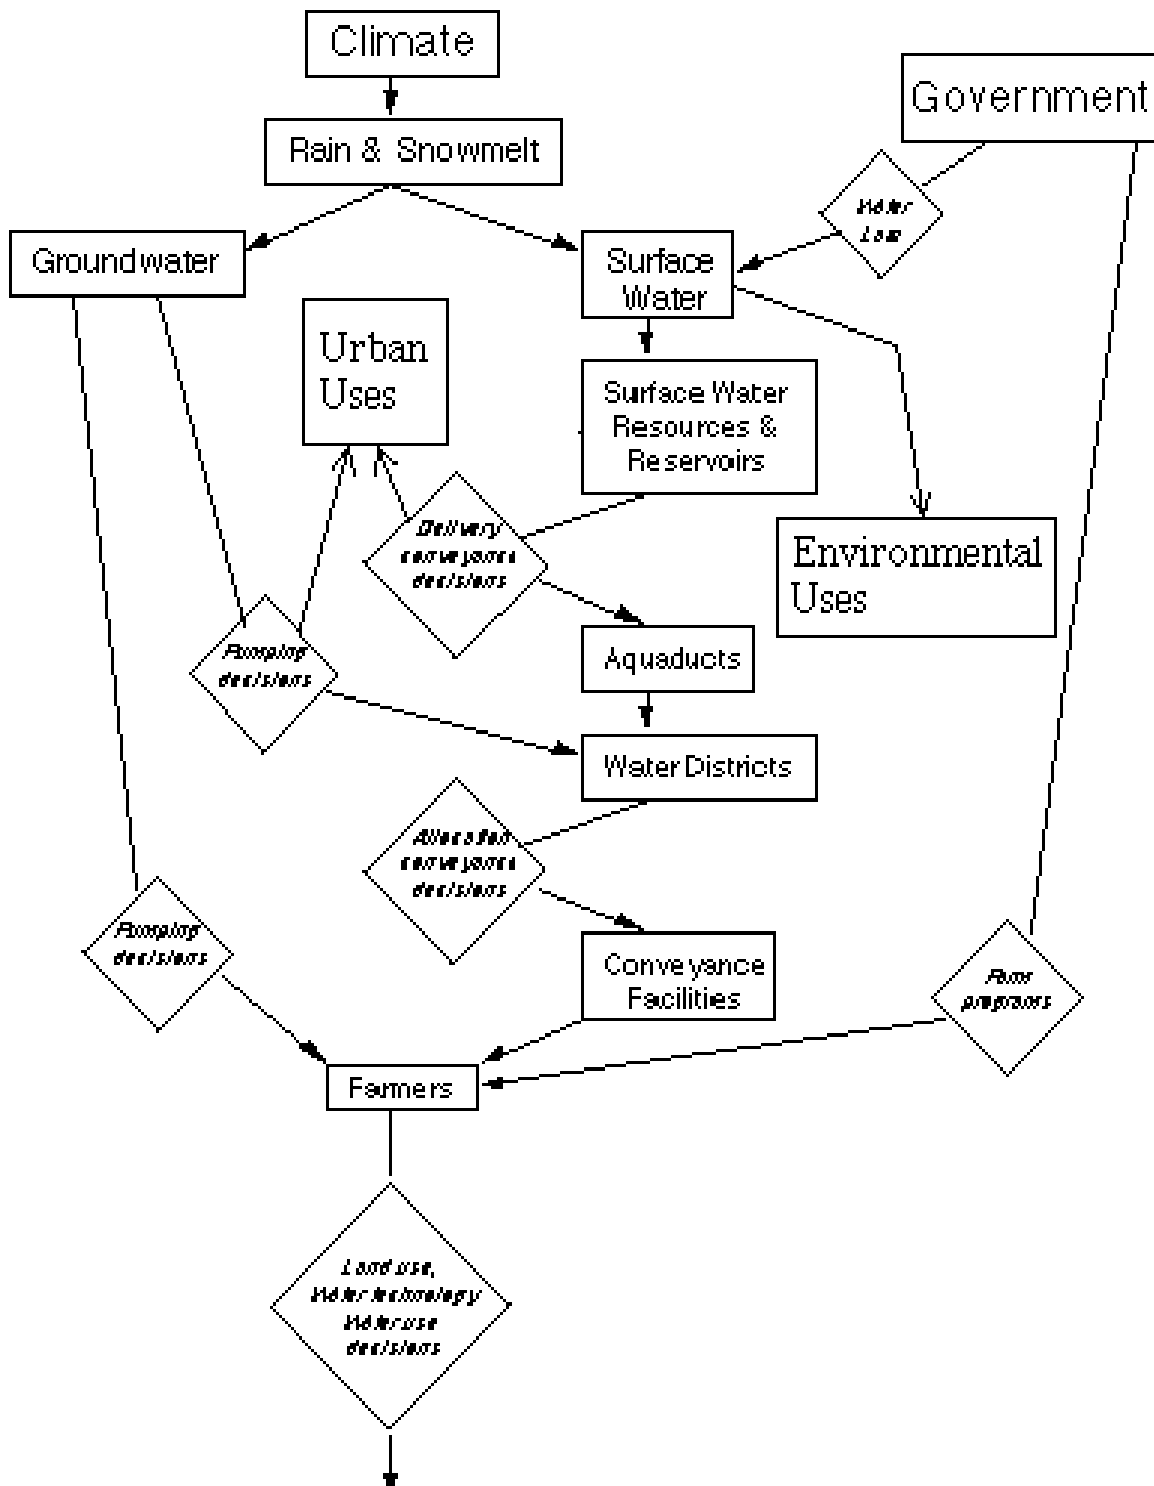 Climate
Government
Rain & Snowmelt
Water
Law
Groundwater
Surface
Water
Urban
Uses
Surface Water
Resources &
Reservoirs
Delivery
conveyance
decisions
Environmental
Uses
Pumping
decisions
Aquaducts
Water Districts
Allocation
conveyance
decisions
Pumping
decisions
Conveyance
Facilities
Farm
programs
Farmers
Land use,
Water technology
Water use
decisions